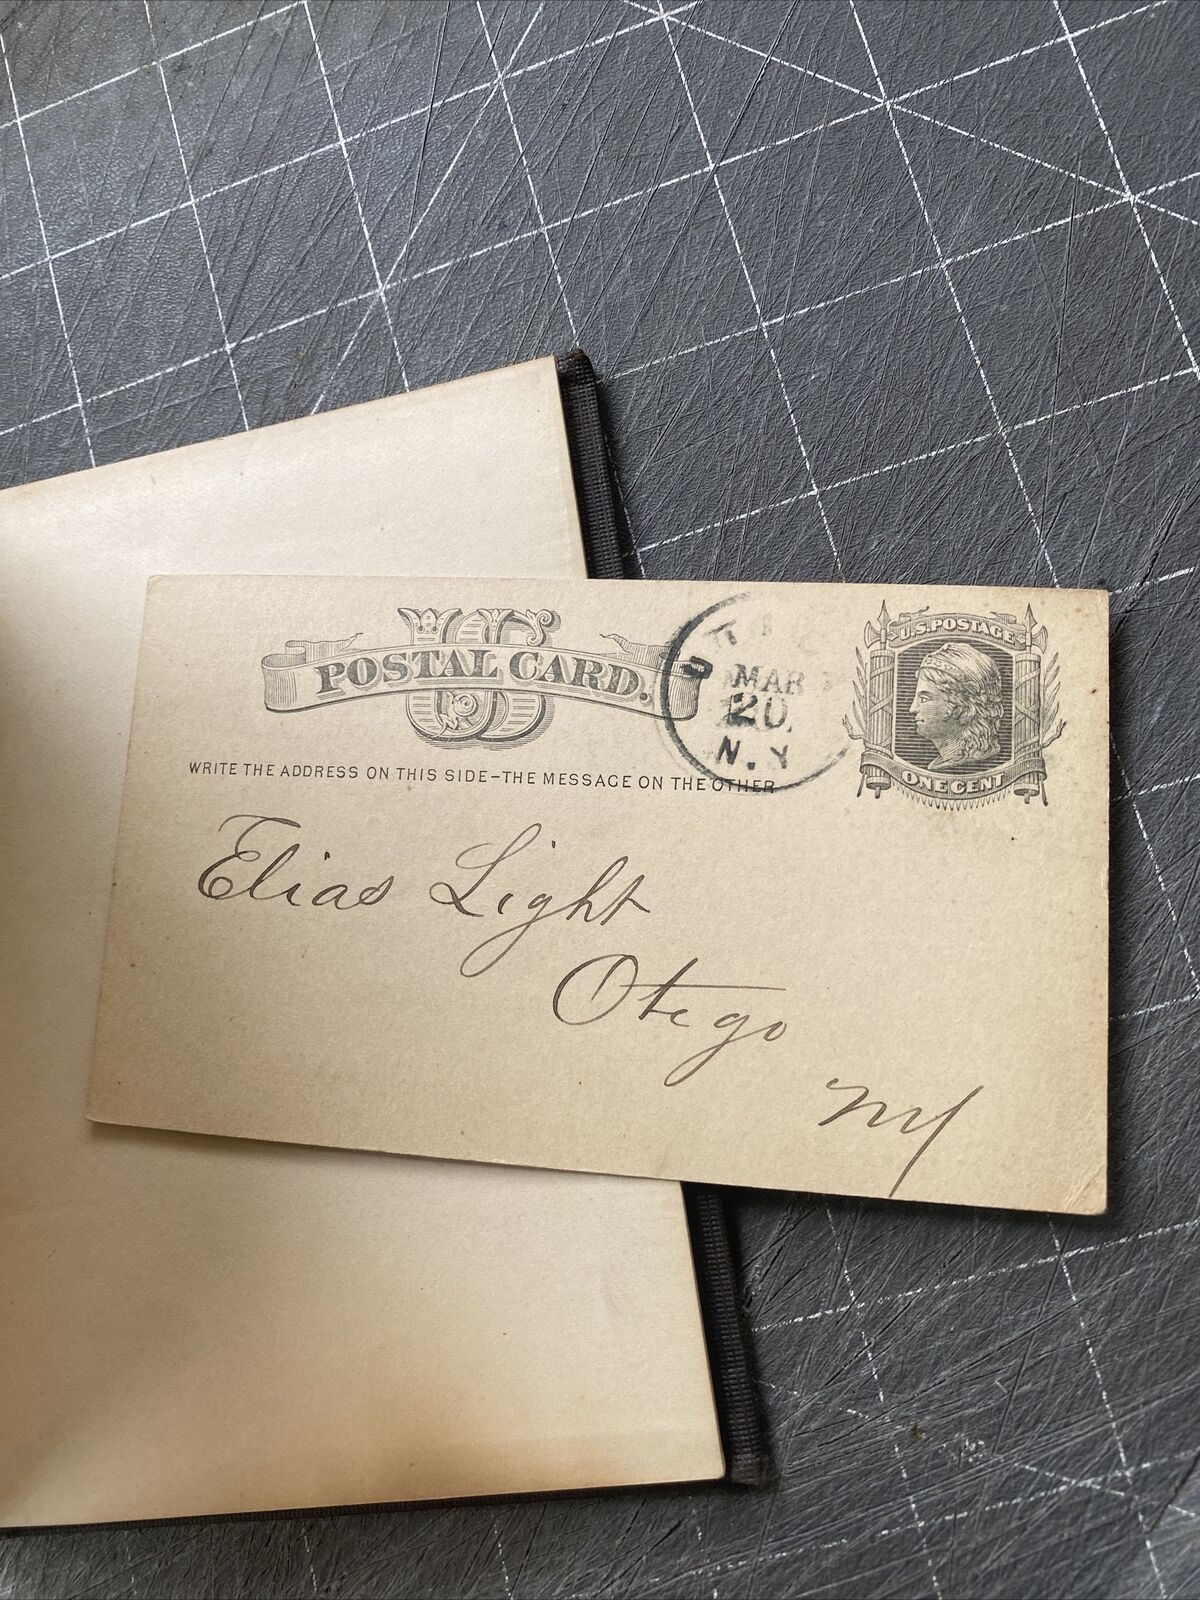 US
POSTAL CARD.
WRITE THE ADDRESS ON THIS SIDE-THE MESSAGE ON THE OTHER
MAR
20
N.Y
U.S. POSTAGE
ONE CENT
Elias Light
Otego
NY